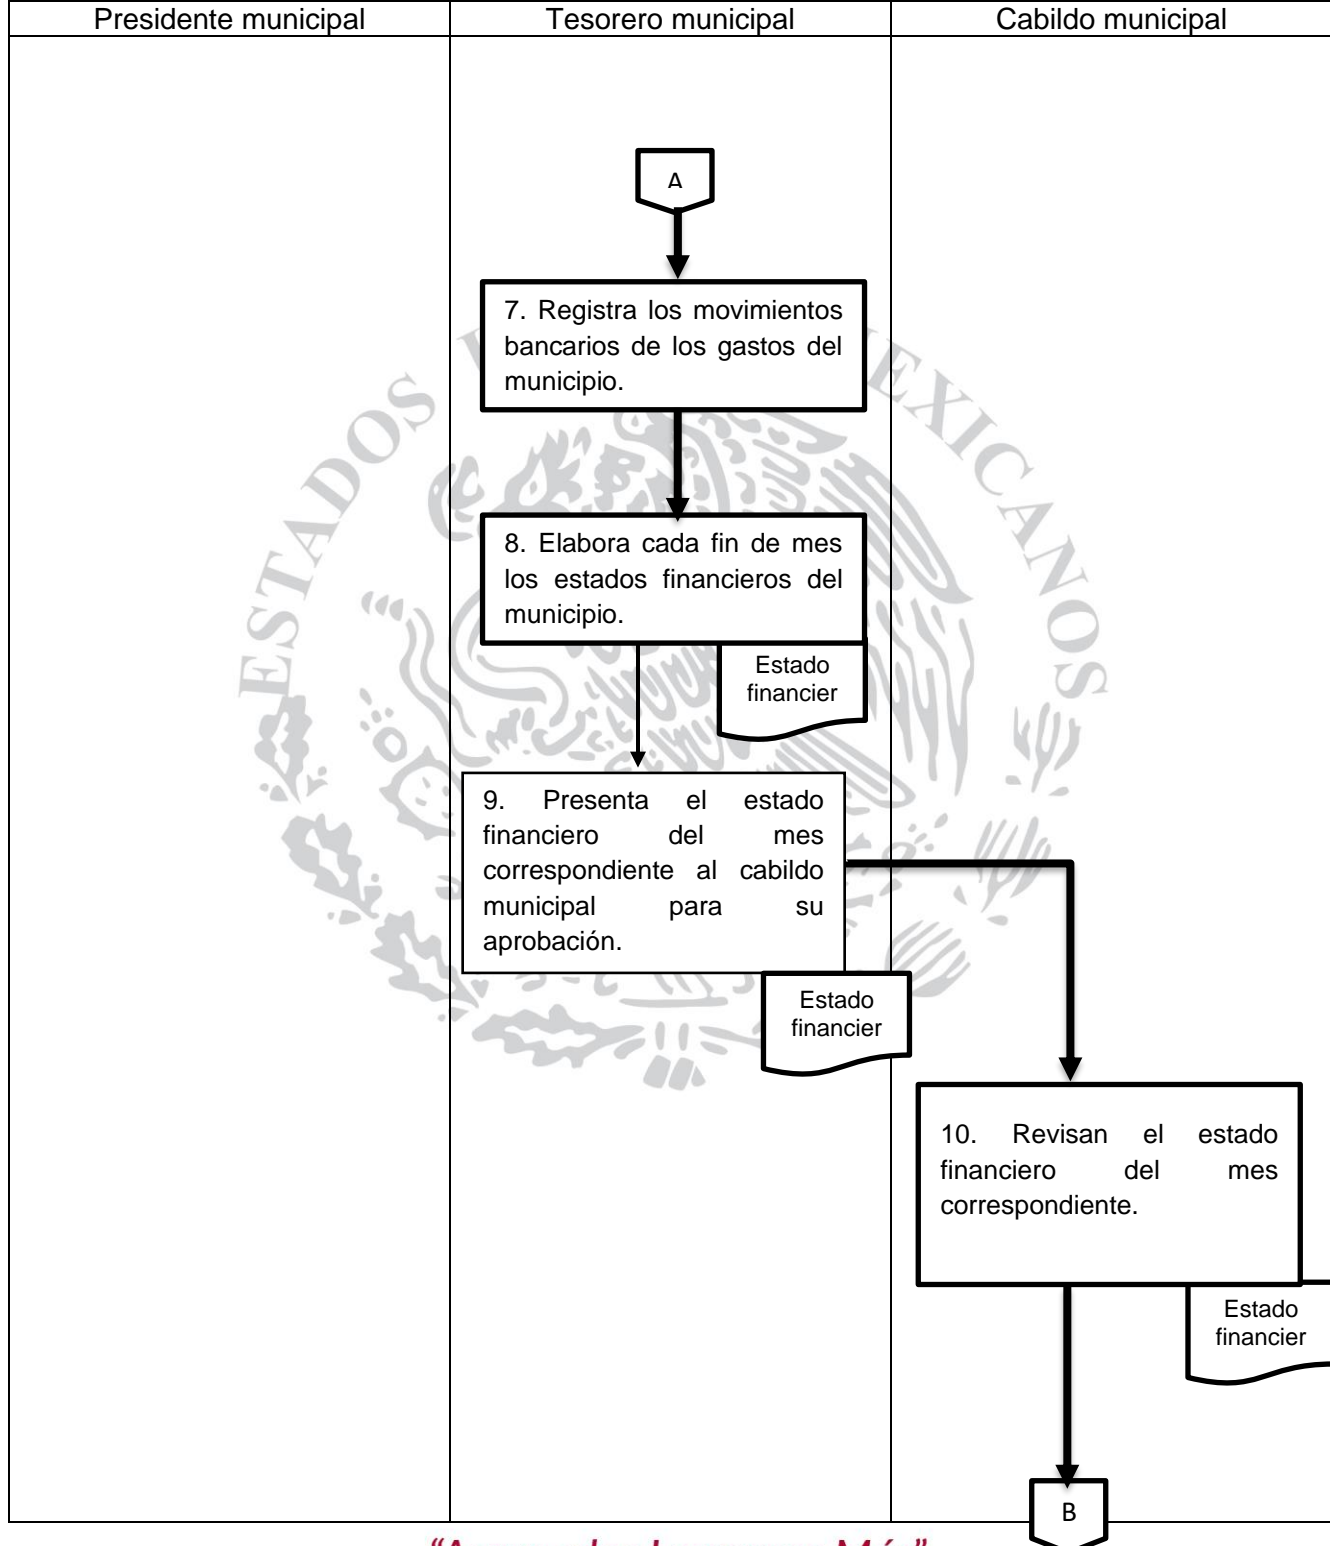 Presidente municipal
Tesorero municipal
Cabildo municipal
A
7. Registra los movimientos
bancarios de los gastos del
municipio.
8. Elabora cada fin de mes
los estados financieros del
municipio.
Estado
financier
9. Presenta el estado
financiero del mes
correspondiente al cabildo
municipal para su
aprobación.
Estado
financier
10. Revisan el estado
financiero del mes
correspondiente.
Estado
financier
B
ESTADOS
MEXICANOS